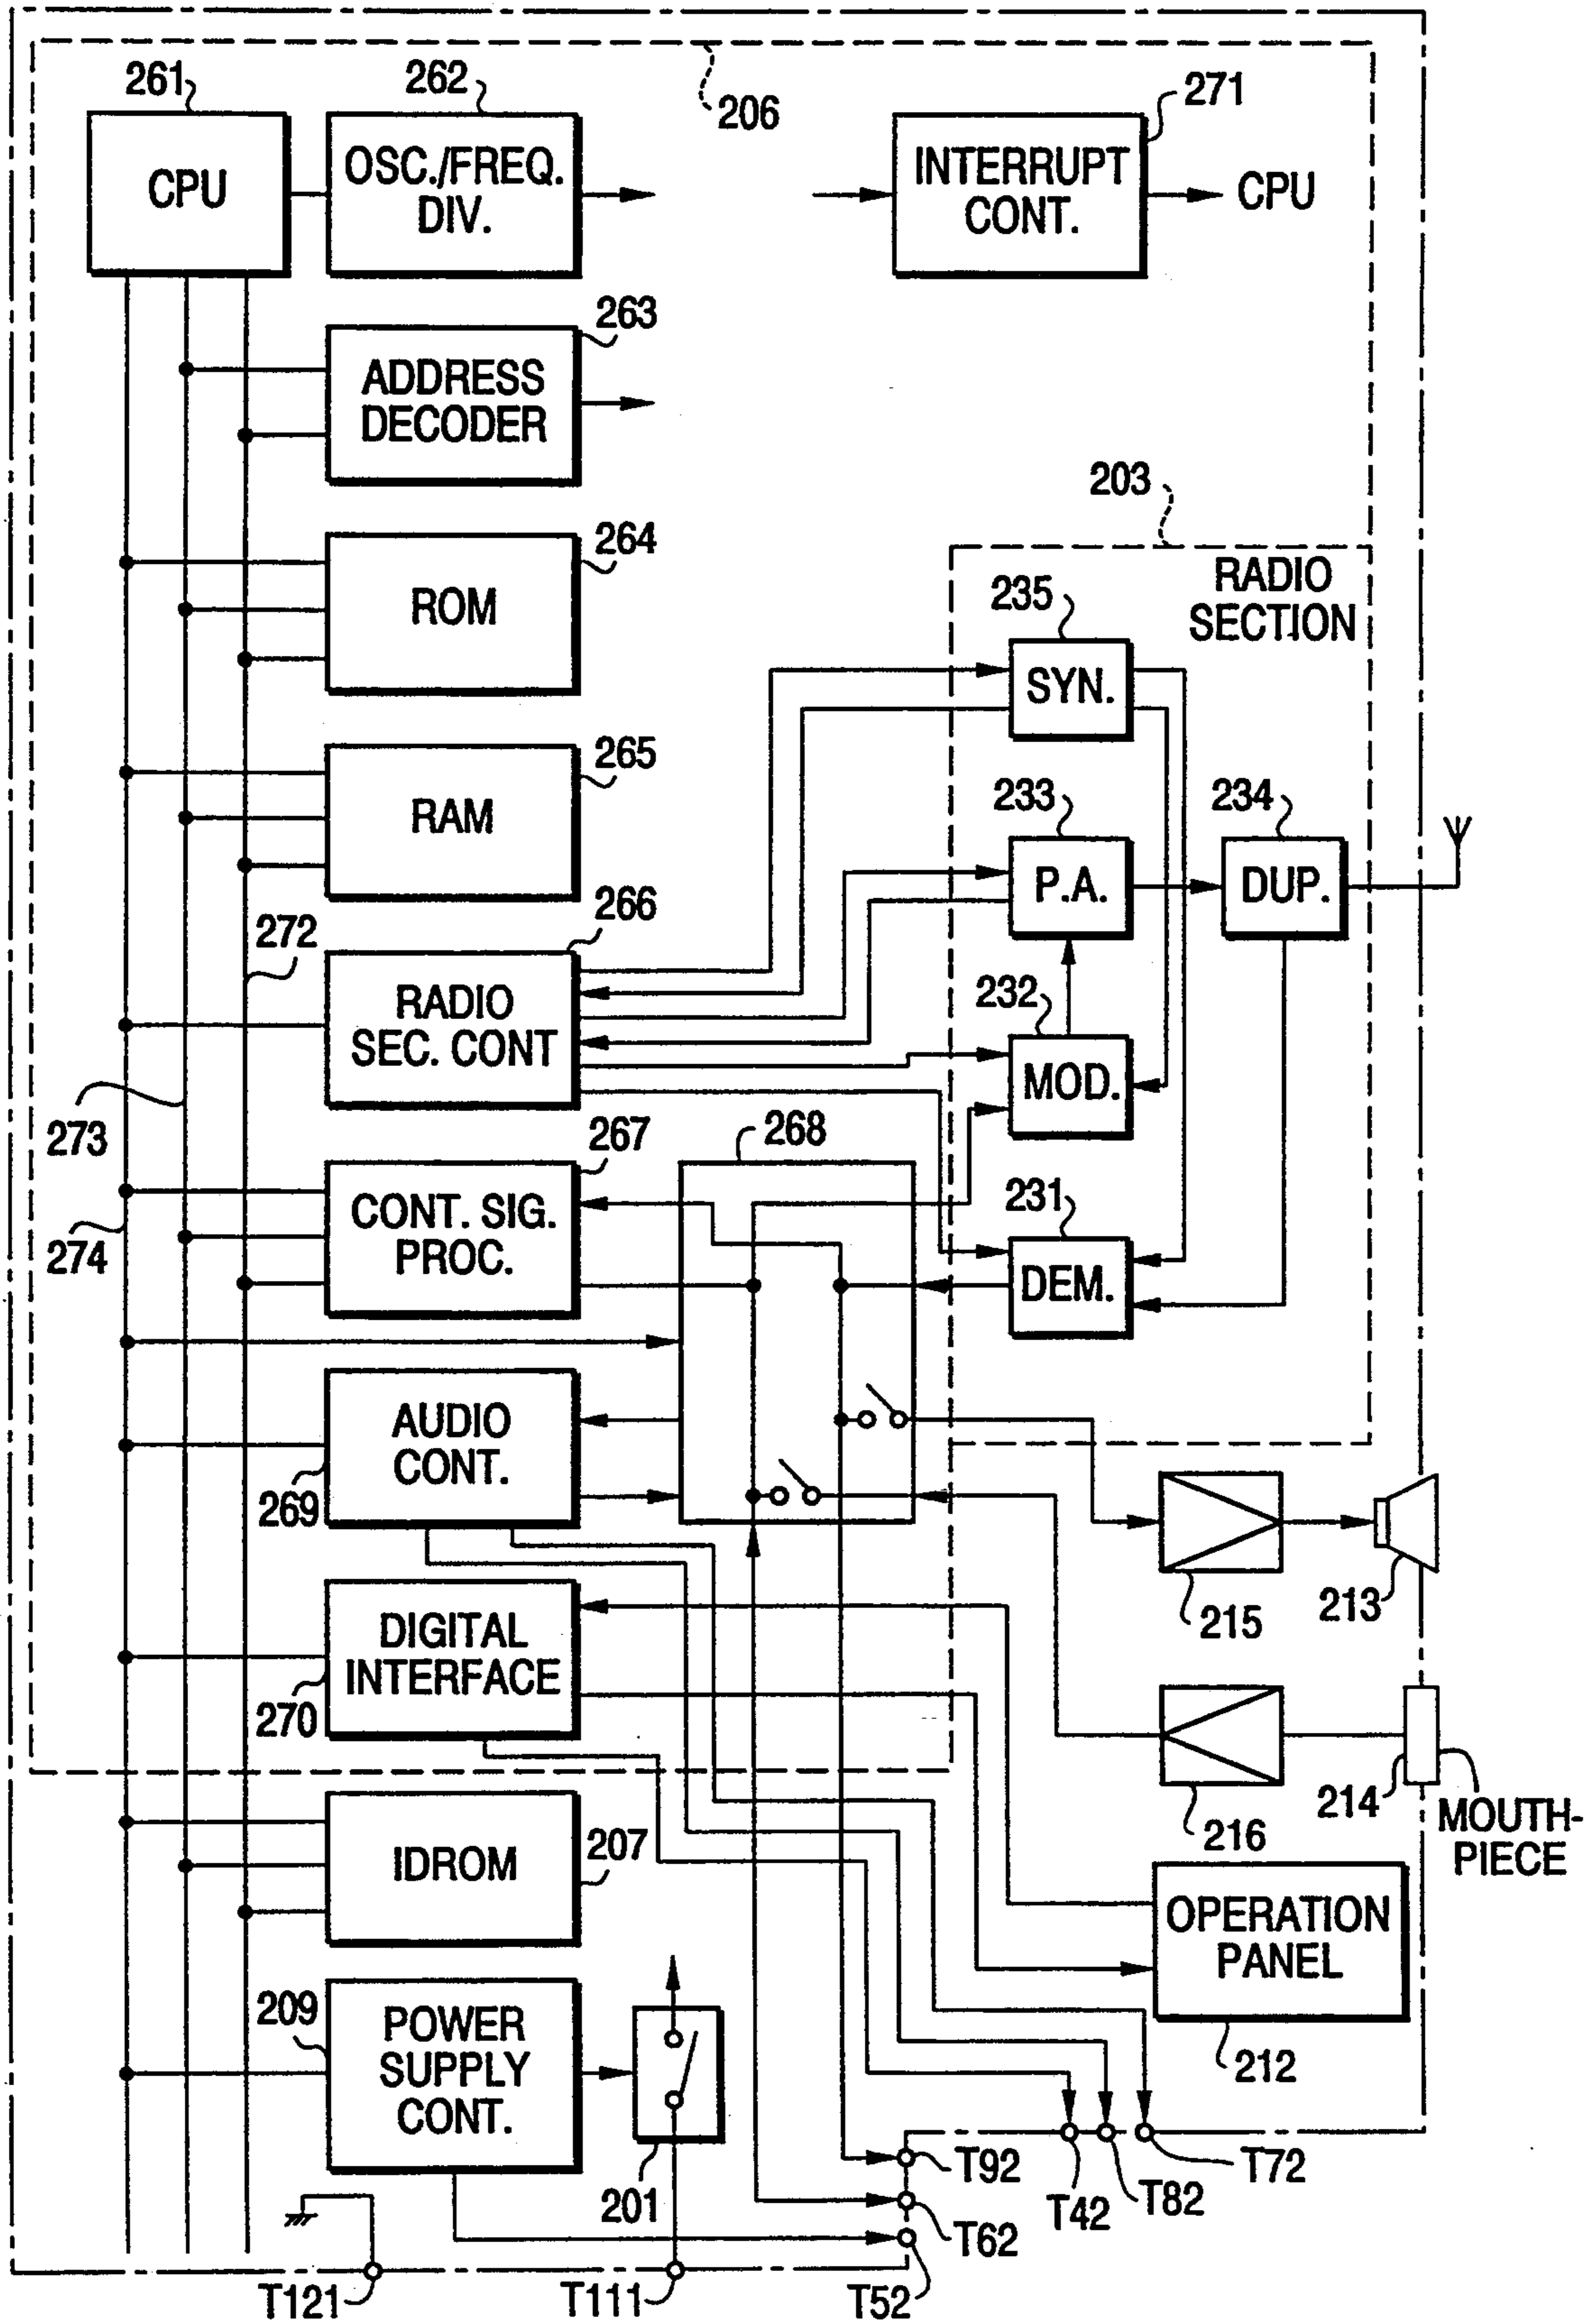 261
262
206
271
CPU
OSC./FREQ.
DIV.
INTERRUPT
CONT.
CPU
263
ADDRESS
DECODER
203
264
ROM
RADIO
SECTION
235
SYN.
265
RAM
233
P.A.
234
DUP.
266
272
RADIO
SEC. CONT
232
MOD.
273
267
268
CONT. SIG.
PROC.
274
231
DEM.
AUDIO
CONT.
269
215
213
DIGITAL
INTERFACE
270
216
214
MOUTH-
PIECE
IDROM
207
OPERATION
PANEL
212
209
POWER
SUPPLY
CONT.
201
T92
T42
T82
T72
T62
T52
T121
T111